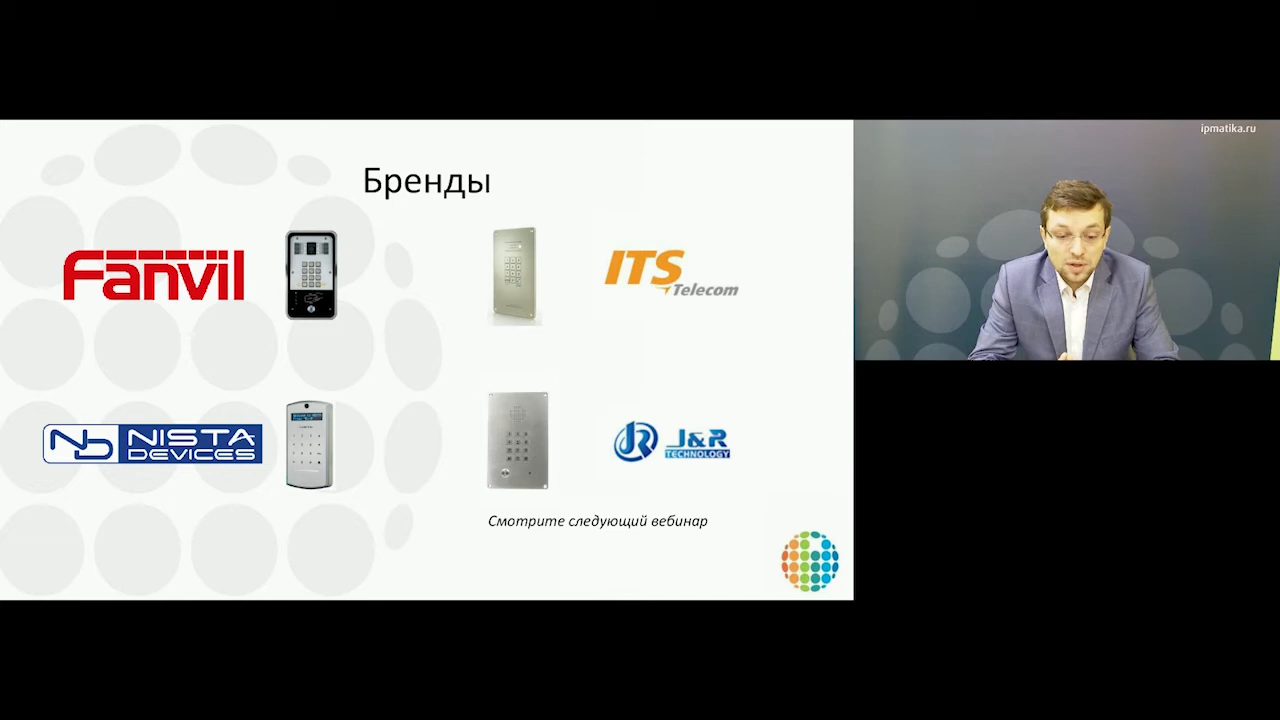 ipmatika.ru
Бренды
Fanvil
ITS
Telecom
NISTA
DEVICES
J&R
TECHNOLOGY
Смотрите следующий вебинар